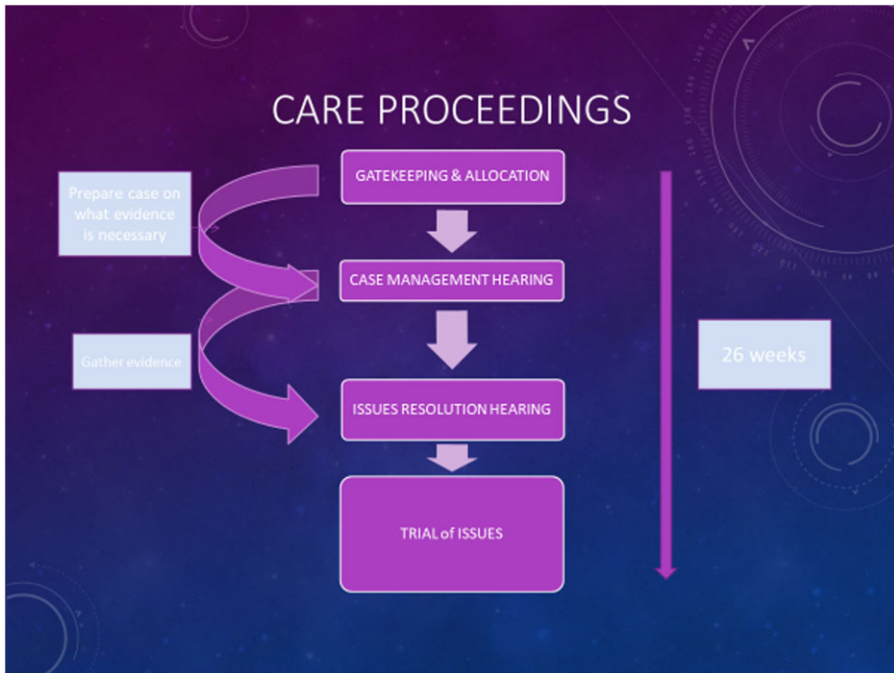 CARE PROCEEDINGS
GATEKEEPING & ALLOCATION
Prepare case on
what evidence
is necessary
CASE MANAGEMENT HEARING
Gather evidence
26 weeks
ISSUES RESOLUTION HEARING
TRIAL of ISSUES